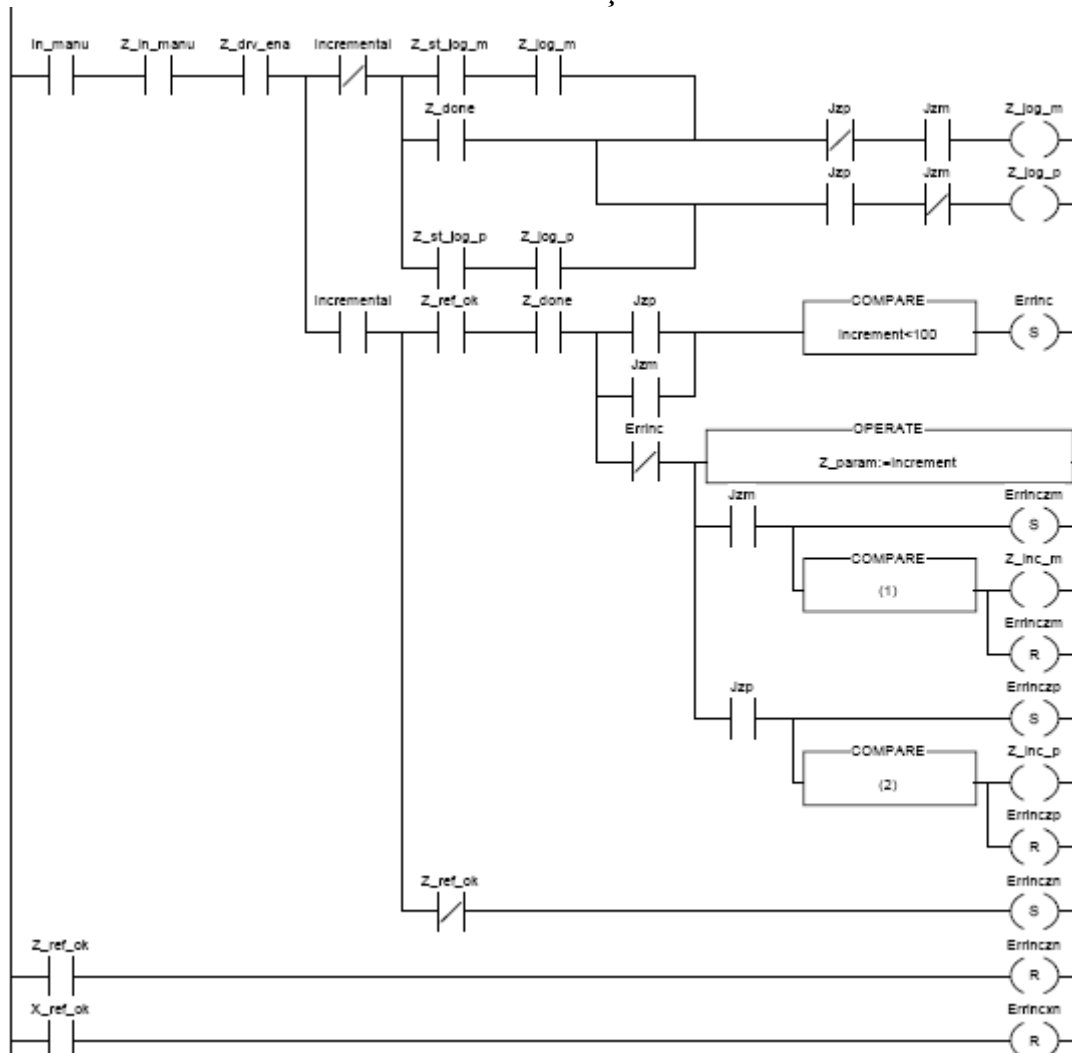 In_manu Z_in_manu Z_drv_ena Incremental Z_st_jog_m Z_jog_m
Z_done Jzp Jzm Z_jog_m
Jzp Jzm Z_jog_p
Z_st_jog_p Z_jog_p
Incremental Z_ref_ok Z_done Jzp COMPARE Errinc
Increment<100 S
Jzm
Errinc OPERATE
Z_param:=Increment
Jzm Errinczm
S
COMPARE Z_inc_m
(1)
Errinczm
R
Jzp Errinczp
S
COMPARE Z_inc_p
(2)
Errinczp
R
Z_ref_ok Errinczn
S
Z_ref_ok Errinczn
R
X_ref_ok Errincxn
R